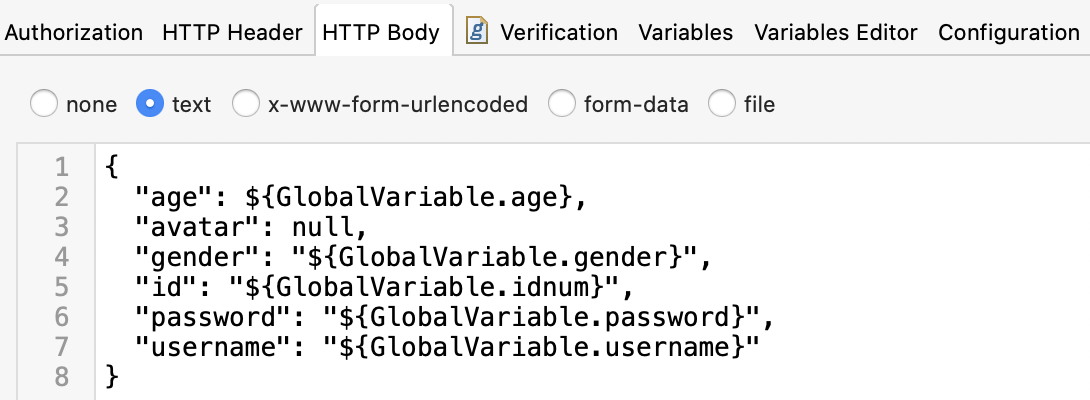 Authorization HTTP Header HTTP Body g Verification Variables Variables Editor Configuration
none text x-www-form-urlencoded form-data file
1 {
2 "age": ${GlobalVariable.age},
3 "avatar": null,
4 "gender": "${GlobalVariable.gender}",
5 "id": "${GlobalVariable.idnum}",
6 "password": "${GlobalVariable.password}",
7 "username": "${GlobalVariable.username}"
8 }